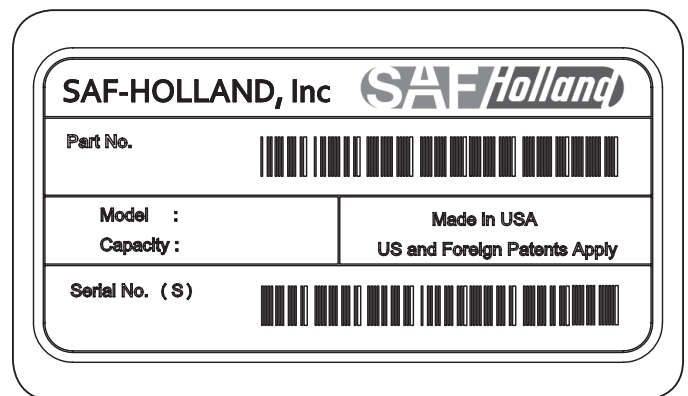 SAF-HOLLAND, Inc SAF Holland
Part No.
Model :
Capacity :
Made in USA
US and Foreign Patents Apply
Serial No. ( S )